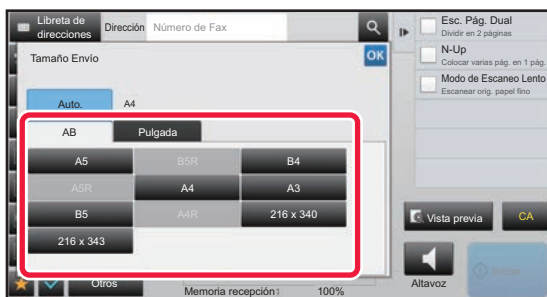 Libreta de direcciones
Dirección
Número de Fax
Tamaño Envío
OK
Auto.
A4
AB
Pulgada
A5
B5R
B4
A5R
A4
A3
B5
A4R
216 x 340
216 x 343
Otros
Memoria recepción:
100%
Esc. Pág. Dual
Dividir en 2 páginas
N-Up
Colocar varias pág. en 1 pág.
Modo de Escaneo Lento
Escanear orig. papel fino
Vista previa
CA
Altavoz